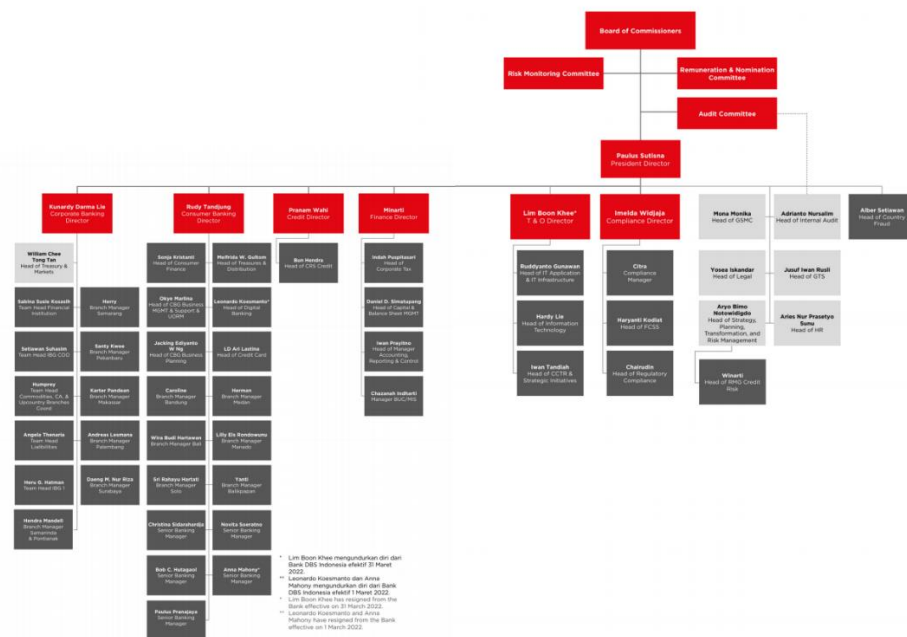 Board of Commissioners
Risk Monitoring Committee
Remuneration & Nomination
Committee
Audit Committee
Paulus Sutisna
President Director
Kunardy Darma Lie
Corporate Banking
Director
Rudy Tandjung
Consumer Banking
Director
Pranam Wahi
Credit Director
Minarti
Finance Director
Lim Boon Khee*
T & O Director
Imelda Widjaja
Compliance Director
Mona Monika
Head of GSMC
Adrianto Nursalim
Head of Internal Audit
Alber Setiawan
Head of Country
Fraud
William Chee
Tong Tan
Head of Treasury &
Markets
Sabina Susie Kosasih
Team Head Financial
Institution
Herry
Branch Manager
Semarang
Setiawan Suhasim
Team Head IBG COO
Santy Kwee
Branch Manager
Pekanbaru
Humprey
Team Head
Commodities, CA, &
Upcountry Branches
Coord
Karter Pandean
Branch Manager
Makassar
Angela Thenaria
Team Head
Liabilities
Andreas Leomana
Branch Manager
Palembang
Heru G. Hatman
Team Head IBG 1
Daeng M. Nur Riza
Branch Manager
Surabaya
Hendra Mandeli
Branch Manager
Samarinda
& Pontianak
Sonja Kristanti
Head of Consumer
Finance
Melfrida W. Gultom
Head of Treasures &
Distribution
Okye Merlina
Head of CBG Business
MGMT & Support &
UORM
Leonardo Koesmanto*
Head of Digital
Banking
Jacking Ediyanto
W Ng
Head of CBG Business
Planning
LD Ari Lastina
Head of Credit Card
Caroline
Branch Manager
Bandung
Herman
Branch Manager
Medan
Wira Budi Hartawan
Branch Manager Bali
Lilly Els Rondowunu
Branch Manager
Manado
Sri Rahayu Hartati
Branch Manager
Solo
Yanti
Branch Manager
Balikpapan
Christina Sidarahardja
Senior Banking
Manager
Novita Soeratno
Senior Banking
Manager
Bob C. Hutagaol
Senior Banking
Manager
Anna Mahony*
Senior Banking
Manager
Paulus Pranajaya
Senior Banking
Manager
Ban Hendra
Head of CRS Credit
Indah Puspitasari
Head of
Corporate Tax
Daniel D. Simatupang
Head of Capital &
Balance Sheet MGMT
Iwan Prayitno
Head of Manager
Accounting,
Reporting & Control
Chasanah Indharti
Manager BUC/MIS
Ruddyanto Gunawan
Head of IT Application
& IT Infrastructure
Hardy Lie
Head of Information
Technology
Iwan Tandiah
Head of CCTR &
Strategic Initiatives
Citra
Compliance
Manager
Haryanti Kodiat
Head of FCSS
Chairudin
Head of Regulatory
Compliance
Yosea Iskandar
Head of Legal
Jusuf Iwan Rusli
Head of GTS
Aryo Bimo
Notowidigdo
Head of Strategy,
Planning,
Transformation, and
Risk Management
Aries Nur Prasetyo
Sunu
Head of HR
Winarti
Head of RMG Credit
Risk
* Lim Boon Khee mengundurkan diri dari
Bank DBS Indonesia efektif 31 Maret
2022.
** Leonardo Koesmanto dan Anna
Mahony mengundurkan diri dari Bank
DBS Indonesia efektif 1 Maret 2022.
* Lim Boon Khee has resigned from the
Bank effective on 31 March 2022.
** Leonardo Koesmanto and Anna
Mahony have resigned from the Bank
effective on 1 March 2022.